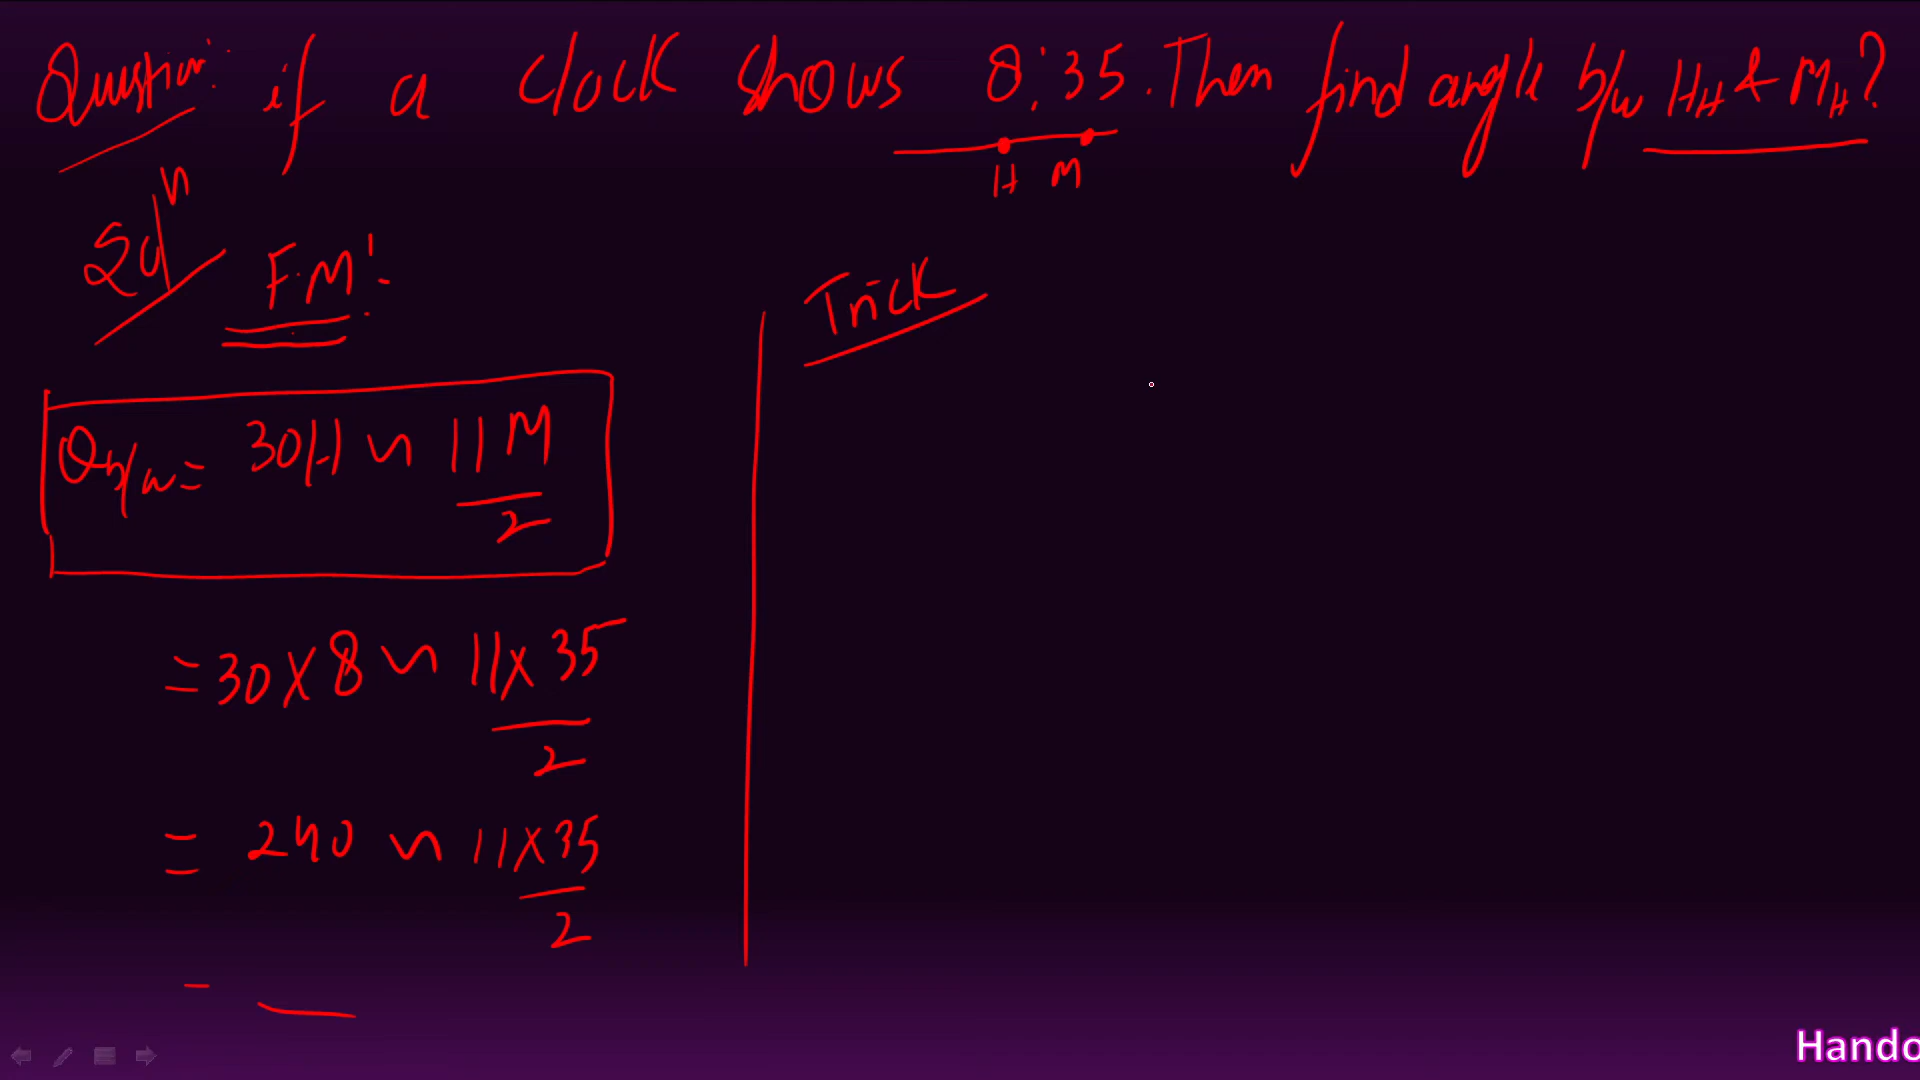 Question: if a clock shows 8:35. Then find angle b/w HH & MH?
H M
Solⁿ F.M:-
Trick
θb/w = 30H ~ 11M/2
= 30 X 8 ~ 11 X 35/2
= 240 ~ 11 X 35/2
Hando